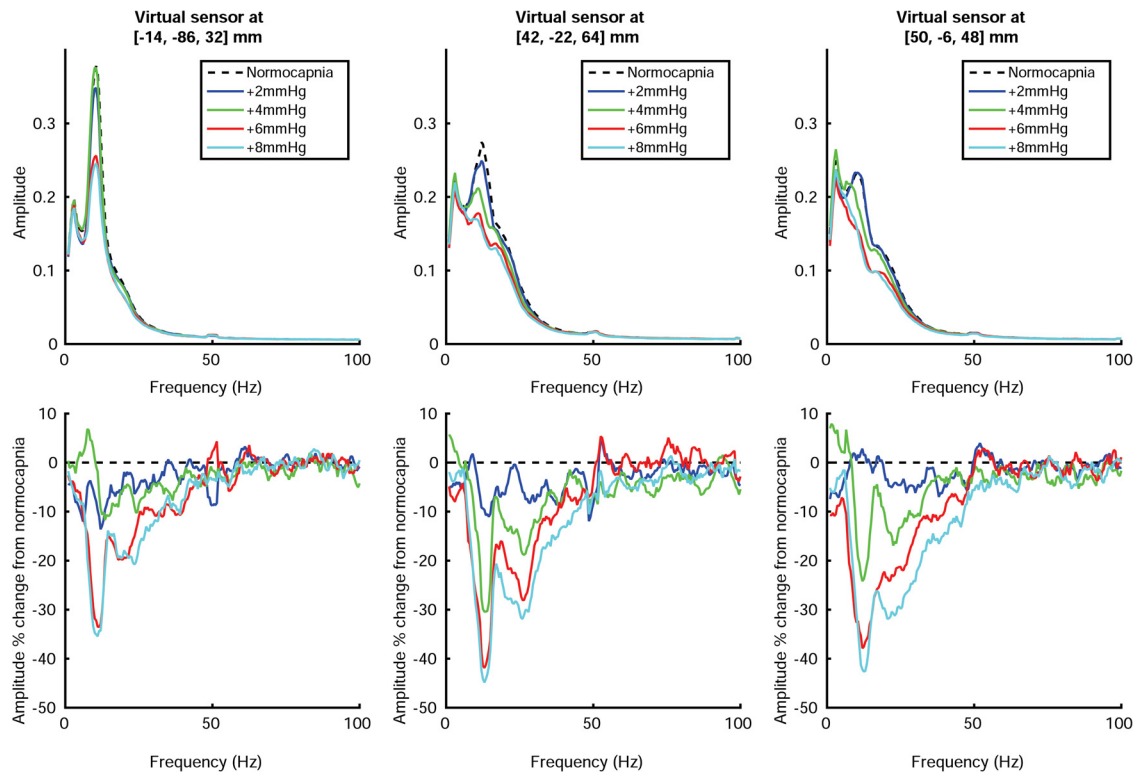 Virtual sensor at
[-14, -86, 32] mm
Normocapnia
+2mmHg
+4mmHg
+6mmHg
+8mmHg
0.3
0.2
0.1
0
Amplitude
0
50
100
Frequency (Hz)
Virtual sensor at
[42, -22, 64] mm
Normocapnia
+2mmHg
+4mmHg
+6mmHg
+8mmHg
0.3
0.2
0.1
0
Amplitude
0
50
100
Frequency (Hz)
Virtual sensor at
[50, -6, 48] mm
Normocapnia
+2mmHg
+4mmHg
+6mmHg
+8mmHg
0.3
0.2
0.1
0
Amplitude
0
50
100
Frequency (Hz)
10
0
-10
-20
-30
-40
-50
Amplitude % change from normocapnia
0
50
100
Frequency (Hz)
10
0
-10
-20
-30
-40
-50
Amplitude % change from normocapnia
0
50
100
Frequency (Hz)
10
0
-10
-20
-30
-40
-50
Amplitude % change from normocapnia
0
50
100
Frequency (Hz)